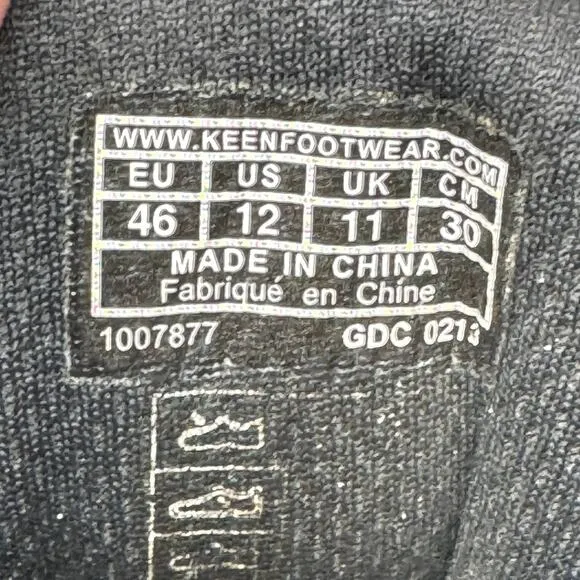 WWW.KEENFOOTWEAR.COM
EU US UK CM
46 12 11 30
MADE IN CHINA
Fabriqué en Chine
1007877 GDC 0213